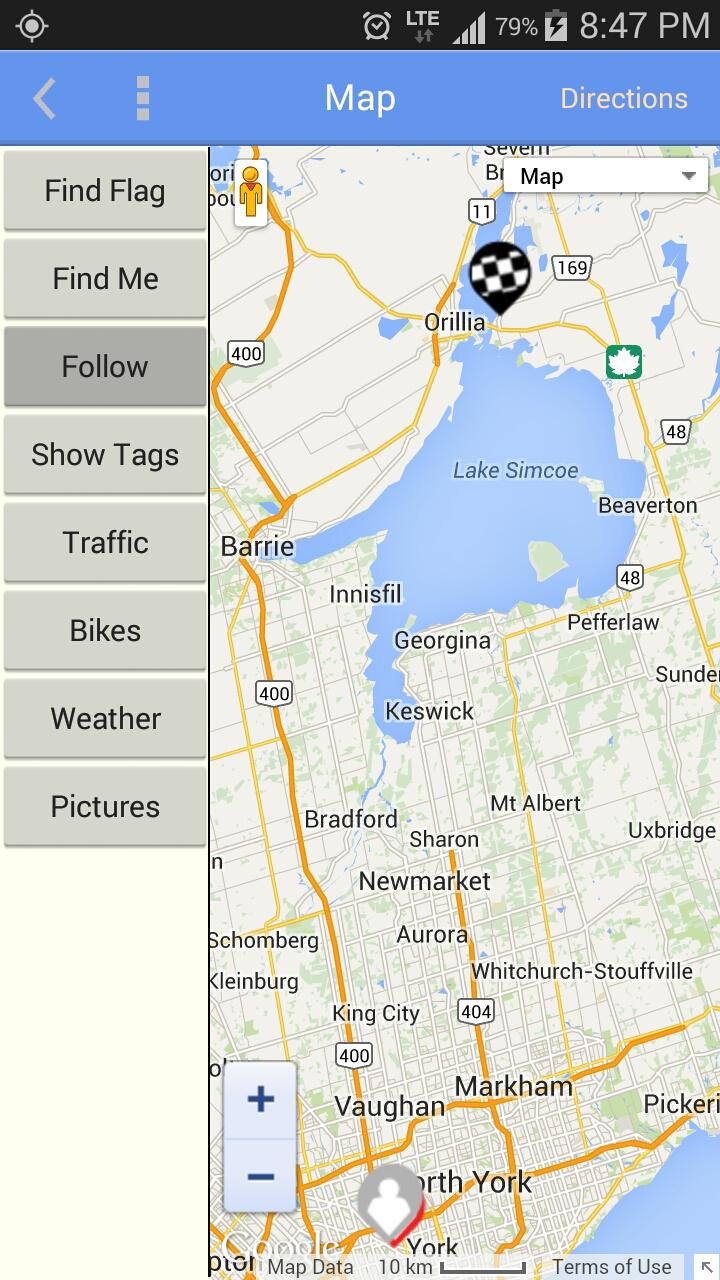 LTE 79% 8:47 PM
Map Directions
Find Flag
Find Me
Follow
Show Tags
Traffic
Bikes
Weather
Pictures
Severn
Map
11
169
Orillia
400
48
Lake Simcoe
Beaverton
Barrie
48
Innisfil
Pefferlaw
Georgina
Sunder
400
Keswick
Mt Albert
Bradford
Uxbridge
Sharon
Newmarket
Aurora
Schomberg
Whitchurch-Stouffville
Kleinburg
King City
404
400
Markham
Vaughan
Pickeri
+
orth York
−
York
Google
Map Data 10 km Terms of Use